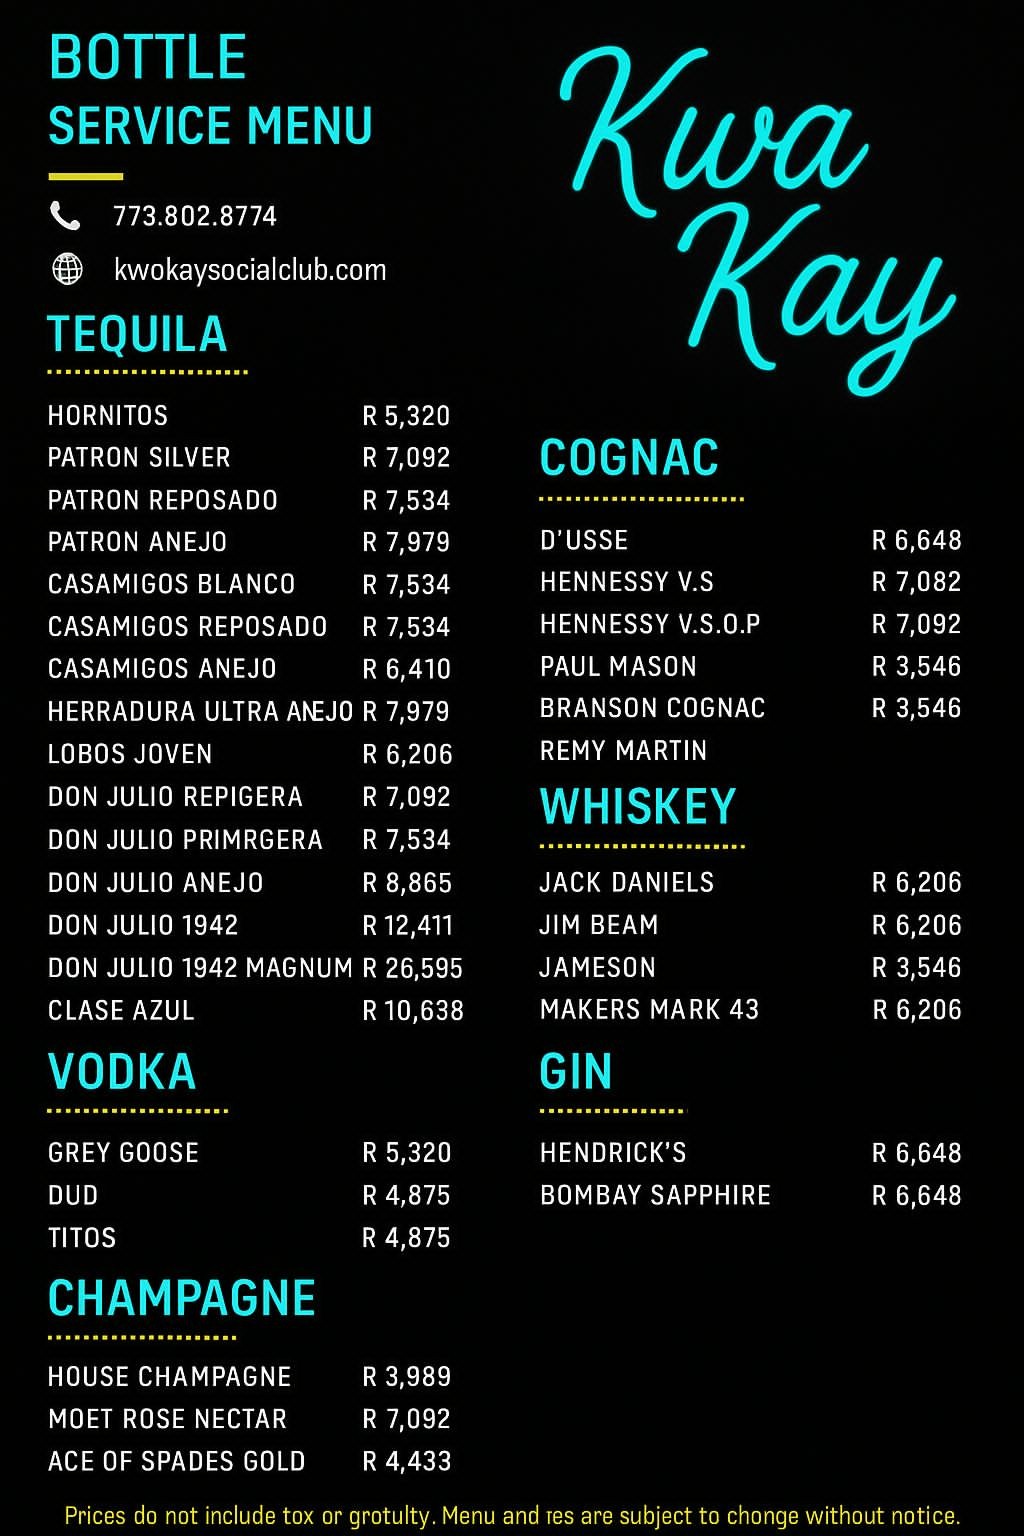 BOTTLE
SERVICE MENU
773.802.8774
kwokaysocialclub.com
Kwa
Kay
TEQUILA
HORNITOS R 5,320
PATRON SILVER R 7,092
PATRON REPOSADO R 7,534
PATRON ANEJO R 7,979
CASAMIGOS BLANCO R 7,534
CASAMIGOS REPOSADO R 7,534
CASAMIGOS ANEJO R 6,410
HERRADURA ULTRA ANEJO R 7,979
LOBOS JOVEN R 6,206
DON JULIO REPIGERA R 7,092
DON JULIO PRIMRGERA R 7,534
DON JULIO ANEJO R 8,865
DON JULIO 1942 R 12,411
DON JULIO 1942 MAGNUM R 26,595
CLASE AZUL R 10,638
VODKA
GREY GOOSE R 5,320
DUD R 4,875
TITOS R 4,875
CHAMPAGNE
HOUSE CHAMPAGNE R 3,989
MOET ROSE NECTAR R 7,092
ACE OF SPADES GOLD R 4,433
COGNAC
D'USSE R 6,648
HENNESSY V.S R 7,082
HENNESSY V.S.O.P R 7,092
PAUL MASON R 3,546
BRANSON COGNAC R 3,546
REMY MARTIN
WHISKEY
JACK DANIELS R 6,206
JIM BEAM R 6,206
JAMESON R 3,546
MAKERS MARK 43 R 6,206
GIN
HENDRICK'S R 6,648
BOMBAY SAPPHIRE R 6,648
Prices do not include tox or grotulty. Menu and res are subject to chonge without notice.